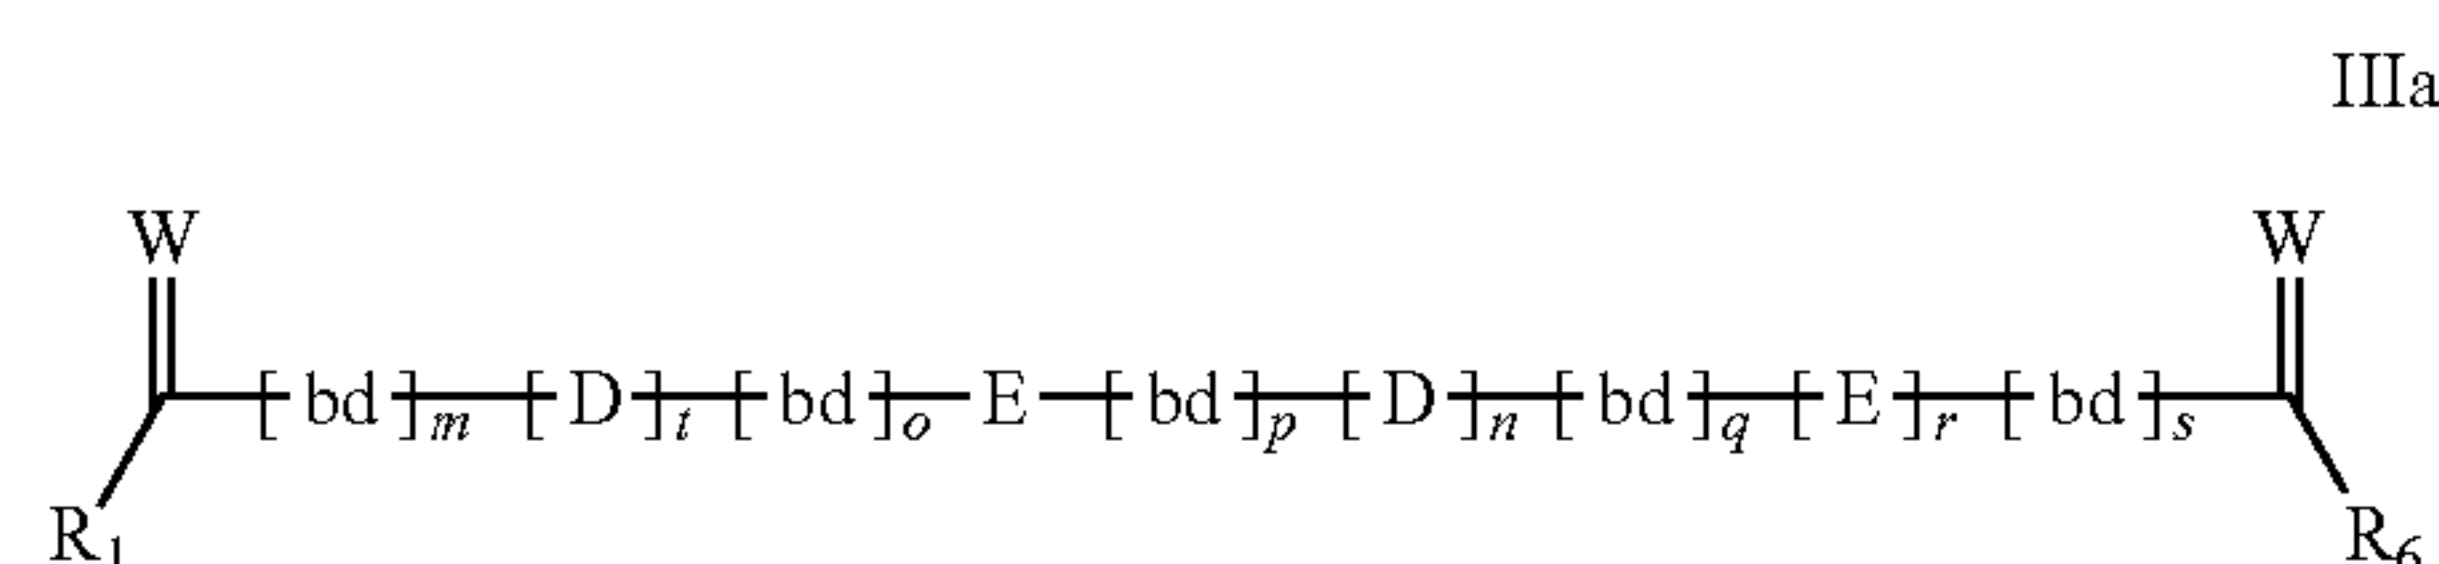 IIIa
W W
[ bd ]m [ D ]t [ bd ]o E [ bd ]p [ D ]n [ bd ]q [ E ]r [ bd ]s
R1 R6